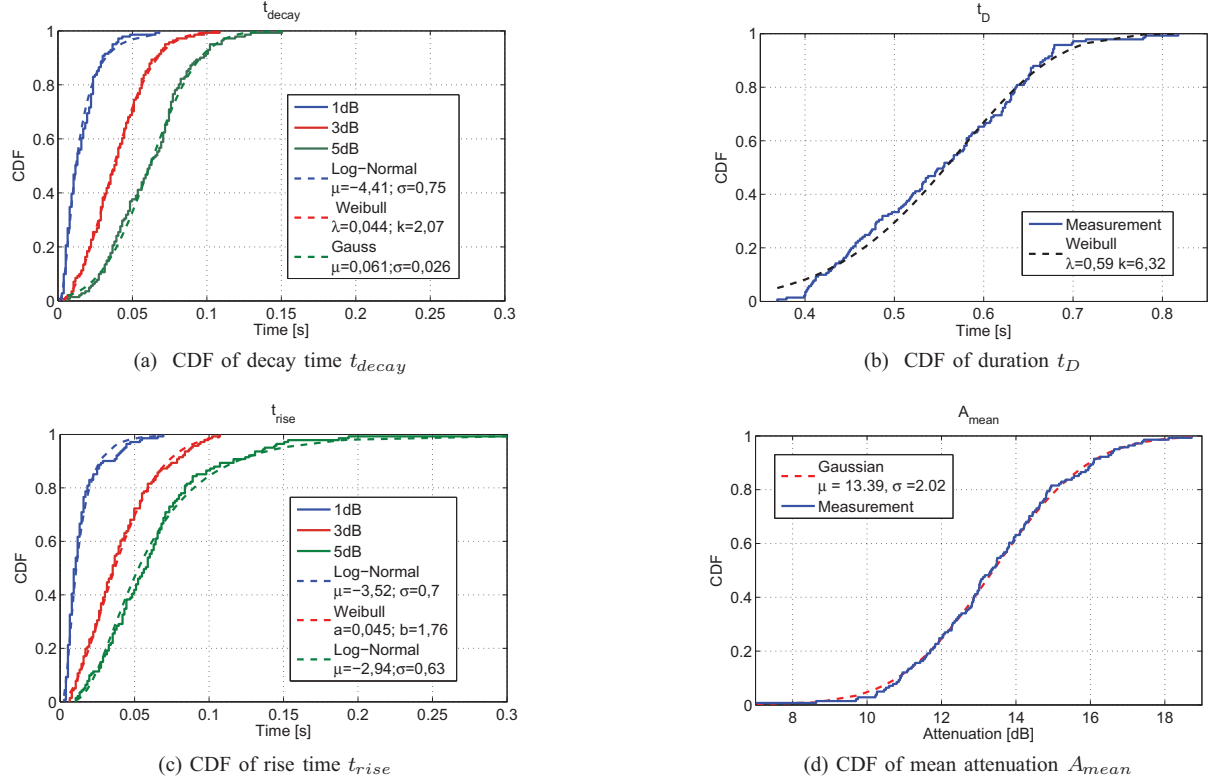 t_decay
1
0.8
0.6
0.4
0.2
0
CDF
0 0.05 0.1 0.15 0.2 0.25 0.3
Time [s]
1dB
3dB
5dB
Log−Normal
μ=−4,41; σ=0,75
Weibull
λ=0,044; k=2,07
Gauss
μ=0,061;σ=0,026
(a) CDF of decay time t_decay
t_D
1
0.8
0.6
0.4
0.2
0
CDF
0.4 0.5 0.6 0.7 0.8
Time [s]
Measurement
Weibull
λ=0,59 k=6,32
(b) CDF of duration t_D
t_rise
1
0.8
0.6
0.4
0.2
0
CDF
0 0.05 0.1 0.15 0.2 0.25 0.3
Time [s]
1dB
3dB
5dB
Log−Normal
μ=−3,52; σ=0,7
Weibull
a=0,045; b=1,76
Log−Normal
μ=−2,94;σ=0,63
(c) CDF of rise time t_rise
A_mean
1
0.8
0.6
0.4
0.2
0
CDF
8 10 12 14 16 18
Attenuation [dB]
Gaussian
μ = 13.39, σ =2.02
Measurement
(d) CDF of mean attenuation A_mean